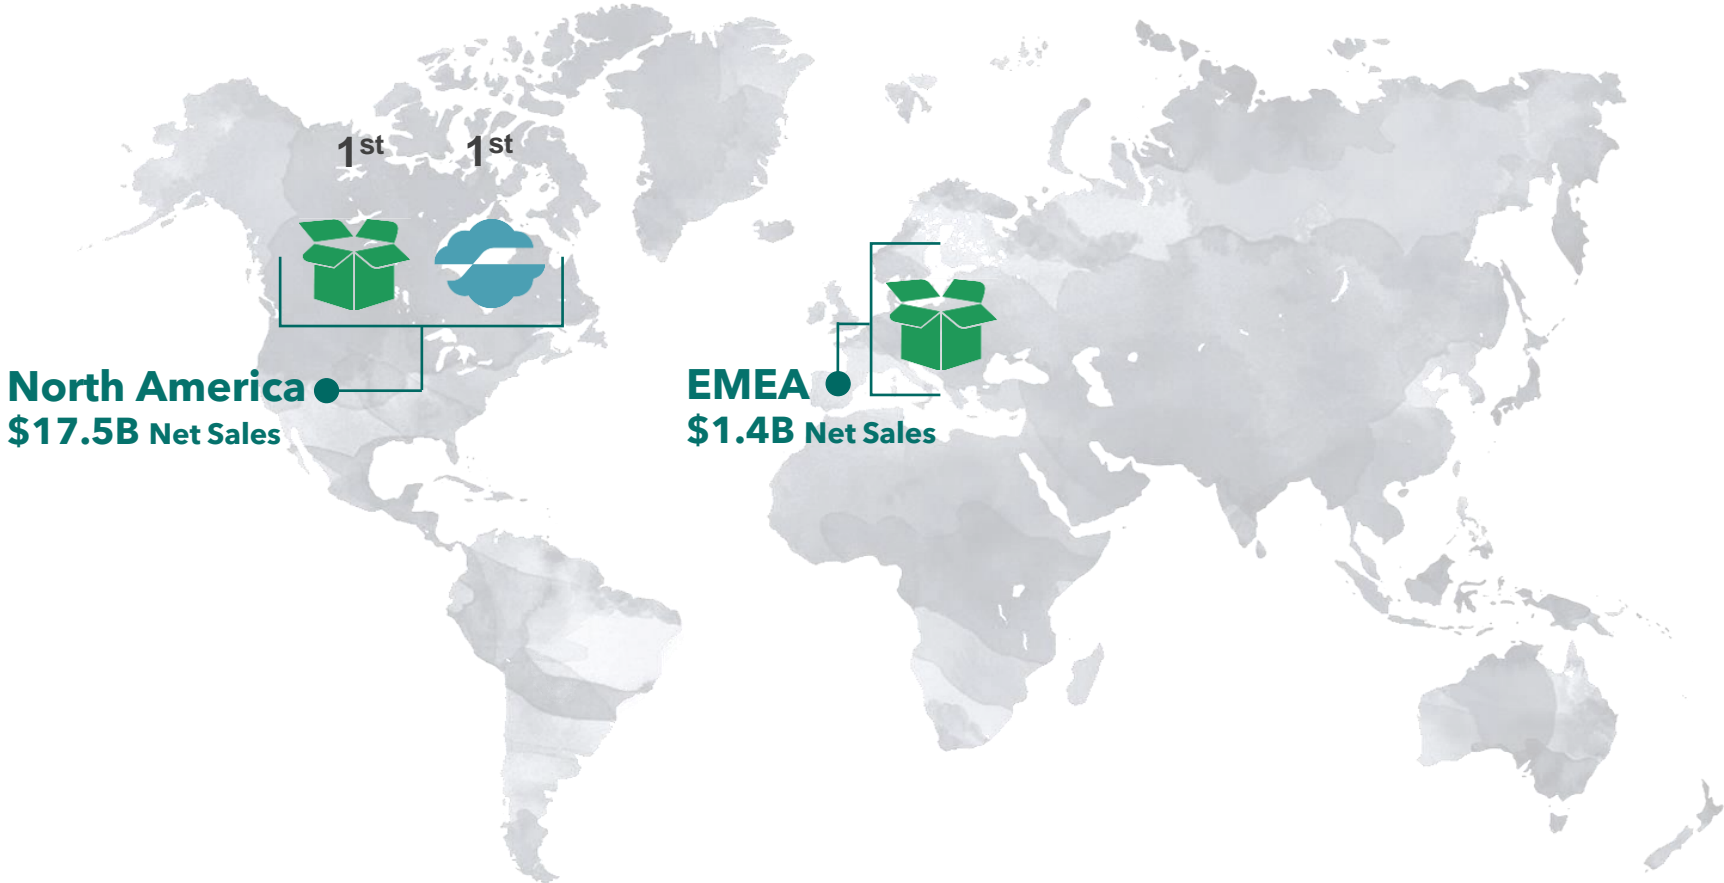 1st 1st
North America
$17.5B Net Sales
EMEA
$1.4B Net Sales